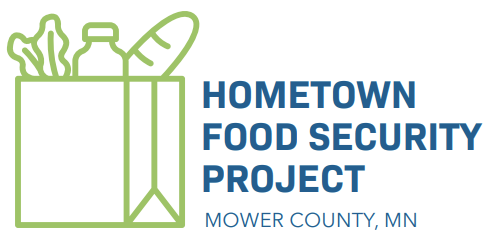 HOMETOWN
FOOD SECURITY
PROJECT
MOWER COUNTY, MN